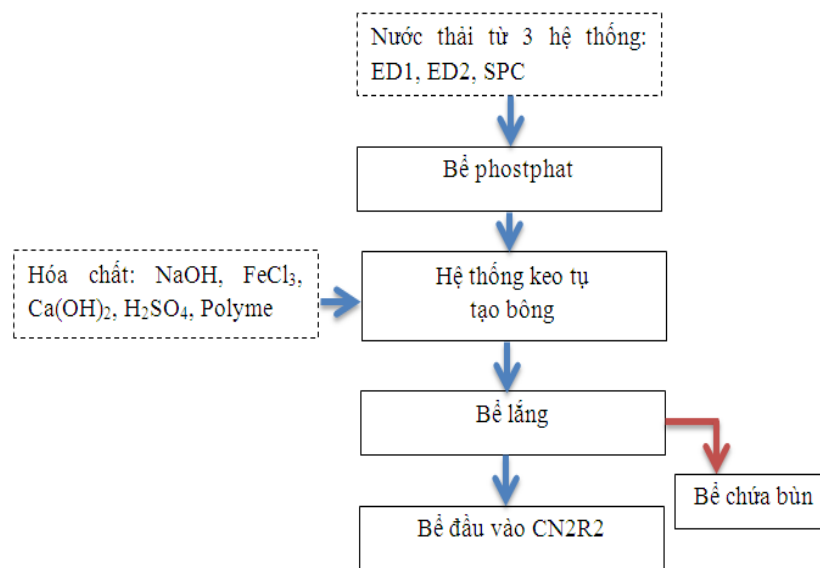 Nước thải từ 3 hệ thống:
ED1, ED2, SPC
Bể phostphat
Hóa chất: NaOH, FeCl₃,
Ca(OH)₂, H₂SO₄, Polyme
Hệ thống keo tụ
tạo bông
Bể lắng
Bể chứa bùn
Bể đầu vào CN2R2